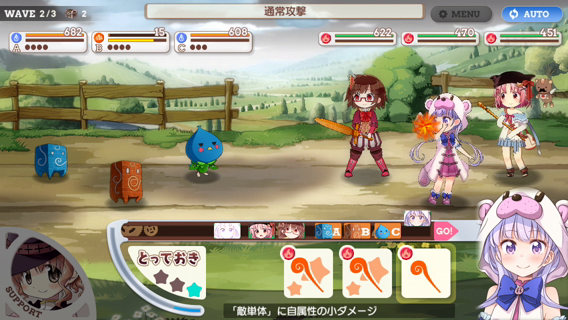 WAVE 2/3 2
通常攻撃
MENU
AUTO
682
A
15
B
608
C
622
470
451
A B C GO!
とっておき
SUPPORT
「敵単体」に自属性の小ダメージ